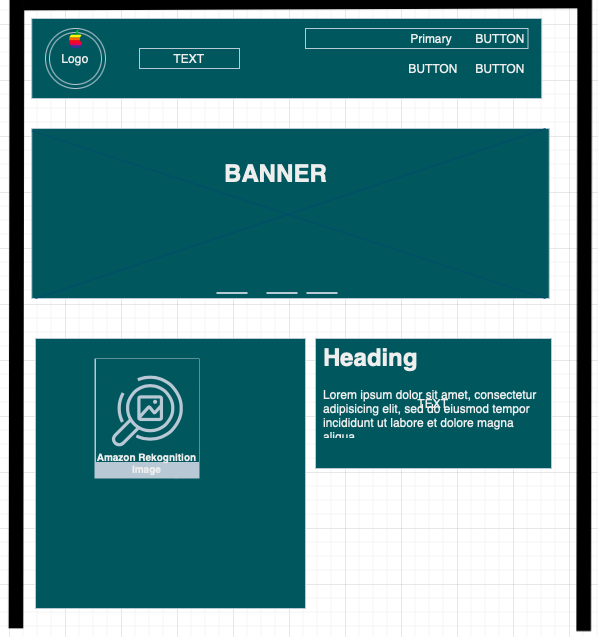 Primary BUTTON
Logo
TEXT
BUTTON BUTTON
BANNER
Amazon Rekognition
Image
Heading
Lorem ipsum dolor sit amet, consectetur
TEXT
adipisicing elit, sed do eiusmod tempor
incididunt ut labore et dolore magna
aliqua